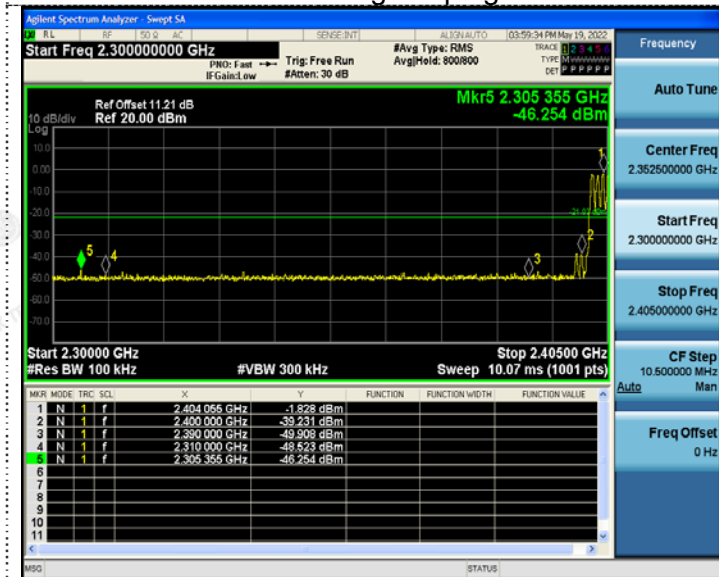 Agilent Spectrum Analyzer - Swept SA
RL RF 50 Ω AC SENSE:INT ALIGN AUTO 03:59:34 PM May 19, 2022
Start Freq 2.300000000 GHz
PNO: Fast
IFGain:Low
Trig: Free Run
#Atten: 30 dB
#Avg Type: RMS
Avg|Hold: 800/800
TRACE 1 2 3 4 5 6
TYPE M
DET P P P P P P
Ref Offset 11.21 dB
10 dB/div Ref 20.00 dBm
Log
Mkr5 2.305 355 GHz
-46.254 dBm
10.0
0.00
-10.0
-20.0
-30.0
-40.0
-50.0
-60.0
-70.0
1
2
3
4
5
Start 2.30000 GHz Stop 2.40500 GHz
#Res BW 100 kHz #VBW 300 kHz Sweep 10.07 ms (1001 pts)
MKR MODE TRC SCL X Y FUNCTION FUNCTION WIDTH FUNCTION VALUE
1 N 1 f 2.404 055 GHz -1.828 dBm
2 N 1 f 2.400 000 GHz -39.231 dBm
3 N 1 f 2.390 000 GHz -49.908 dBm
4 N 1 f 2.310 000 GHz -48.523 dBm
5 N 1 f 2.305 355 GHz -46.254 dBm
6
7
8
9
10
11
MSG STATUS
Frequency
Auto Tune
Center Freq
2.352500000 GHz
Start Freq
2.300000000 GHz
Stop Freq
2.405000000 GHz
CF Step
10.500000 MHz
Auto Man
Freq Offset
0 Hz